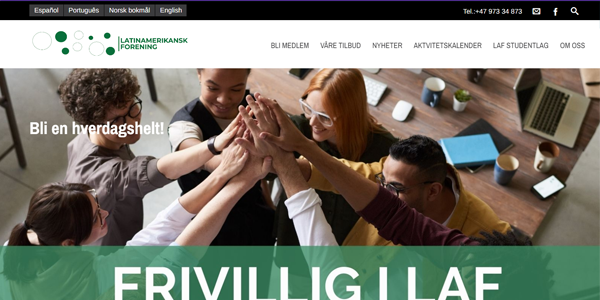 Español Português Norsk bokmål English
Tel.:+47 973 34 873
LATINAMERIKANSK
FORENING
BLI MEDLEM VÅRE TILBUD NYHETER AKTVITETSKALENDER LAF STUDENTLAG OM OSS
Bli en hverdagshelt!
FRIVILLIG I LAF